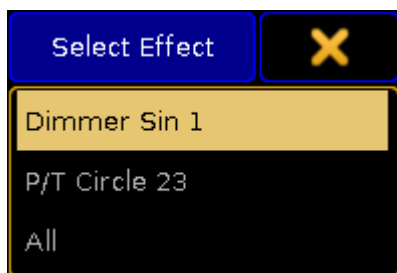 Select Effect
Dimmer Sin 1
P/T Circle 23
All